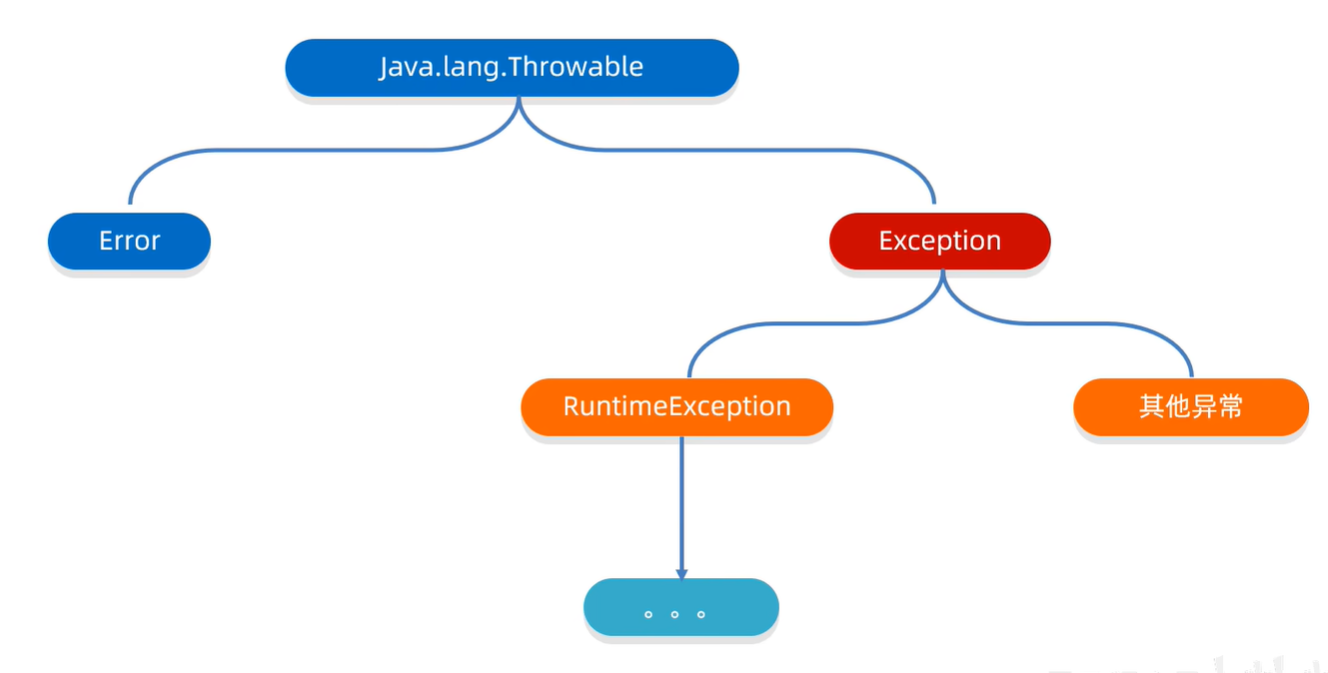 Java.lang.Throwable
Error
Exception
RuntimeException
其他异常
。。。